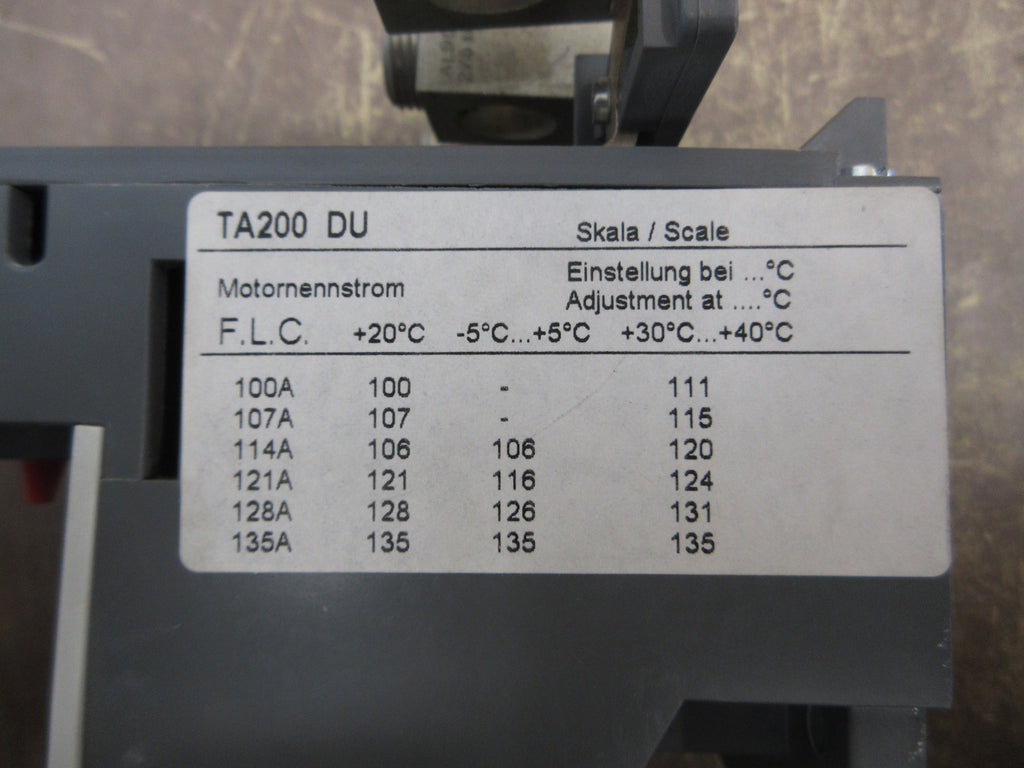 TA200 DU Skala / Scale
Motornennstrom Einstellung bei ...°C
Adjustment at ....°C
F.L.C. +20°C -5°C...+5°C +30°C...+40°C
100A 100 - 111
107A 107 - 115
114A 106 106 120
121A 121 116 124
128A 128 126 131
135A 135 135 135